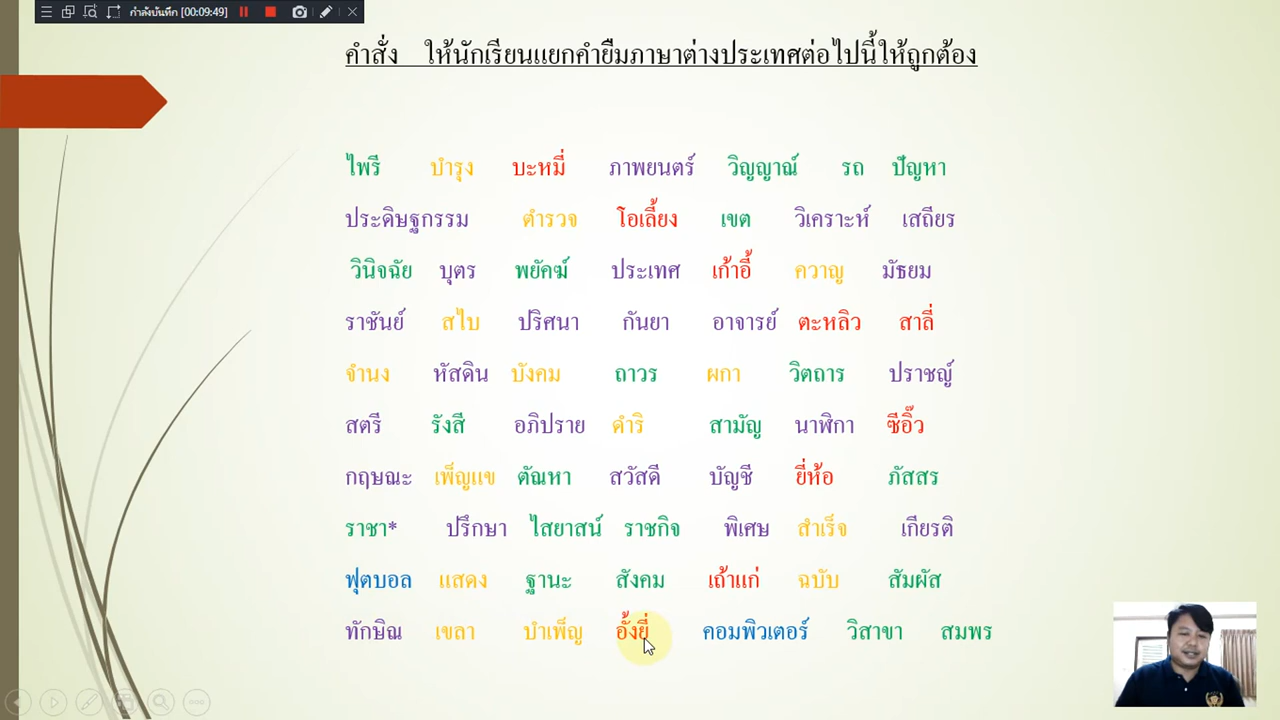 กำลังบันทึก [00:09:49]
คำสั่ง ให้นักเรียนแยกคำยืมภาษาต่างประเทศต่อไปนี้ให้ถูกต้อง
ไพรี บำรุง บะหมี่ ภาพยนตร์ วิญญาณ์ รถ ปัญหา
ประดิษฐกรรม ตำรวจ โอเลี้ยง เขต วิเคราะห์ เสถียร
วินิจฉัย บุตร พยัคฆ์ ประเทศ เก้าอี้ ควาญ มัธยม
ราชันย์ สไบ ปริศนา กันยา อาจารย์ ตะหลิว สาลี่
จำนง หัสดิน บังคม ถาวร ผกา วิตถาร ปราชญ์
สตรี รังสี อภิปราย ดำริ สามัญ นาฬิกา ซีอิ๊ว
กฤษณะ เพ็ญแข ตัณหา สวัสดี บัญชี ยี่ห้อ ภัสสร
ราชา* ปรึกษา ไสยาสน์ ราชกิจ พิเศษ สำเร็จ เกียรติ
ฟุตบอล แสดง ฐานะ สังคม เถ้าแก่ ฉบับ สัมผัส
ทักษิณ เขลา บำเพ็ญ อั้งยี่ คอมพิวเตอร์ วิสาขา สมพร